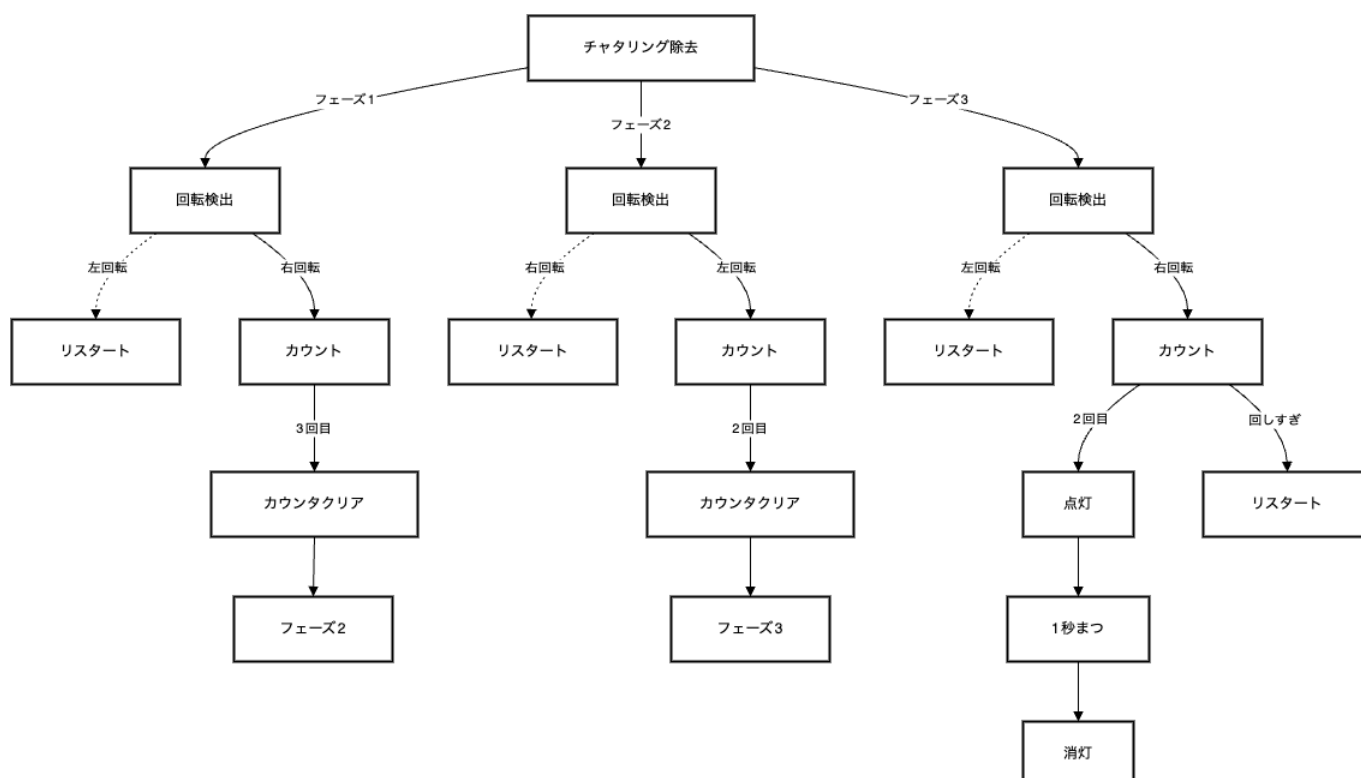 チャタリング除去
フェーズ1
フェーズ2
フェーズ3
回転検出
回転検出
回転検出
左回転
右回転
右回転
左回転
左回転
右回転
リスタート
カウント
リスタート
カウント
リスタート
カウント
3回目
2回目
2回目
回しすぎ
カウンタクリア
カウンタクリア
点灯
リスタート
フェーズ2
フェーズ3
1秒まつ
消灯